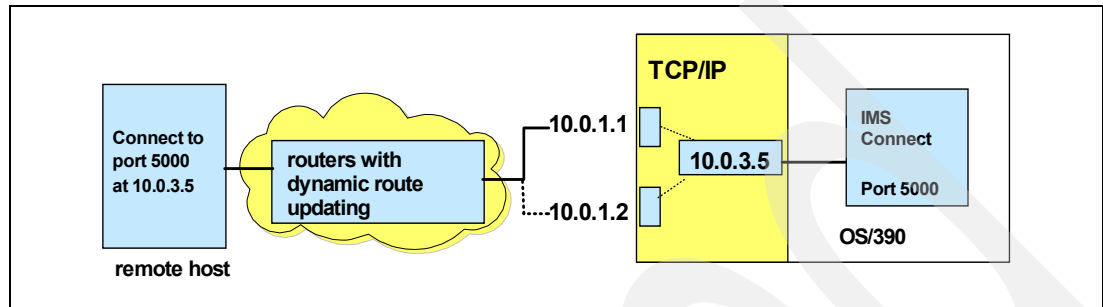 Connect to
port 5000
at 10.0.3.5
remote host
routers with
dynamic route
updating
10.0.1.1
10.0.1.2
TCP/IP
10.0.3.5
IMS
Connect
Port 5000
OS/390